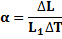 α = ΔL / L₁ΔT